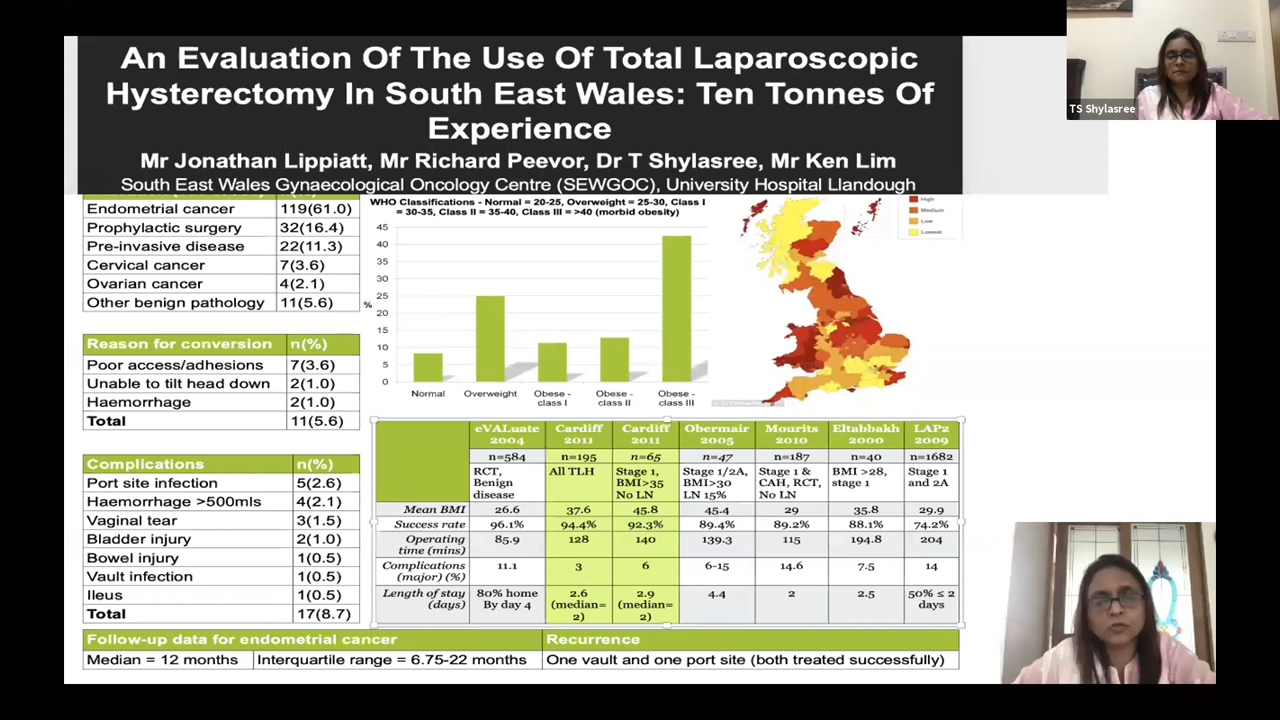 An Evaluation Of The Use Of Total Laparoscopic
Hysterectomy In South East Wales: Ten Tonnes Of
Experience
Mr Jonathan Lippiatt, Mr Richard Peevor, Dr T Shylasree, Mr Ken Lim
South East Wales Gynaecological Oncology Centre (SEWGOC), University Hospital Llandough
TS Shylasree
Endometrial cancer 119(61.0)
Prophylactic surgery 32(16.4)
Pre-invasive disease 22(11.3)
Cervical cancer 7(3.6)
Ovarian cancer 4(2.1)
Other benign pathology 11(5.6)
Reason for conversion n(%)
Poor access/adhesions 7(3.6)
Unable to tilt head down 2(1.0)
Haemorrhage 2(1.0)
Total 11(5.6)
Complications n(%)
Port site infection 5(2.6)
Haemorrhage >500mls 4(2.1)
Vaginal tear 3(1.5)
Bladder injury 2(1.0)
Bowel injury 1(0.5)
Vault infection 1(0.5)
Ileus 1(0.5)
Total 17(8.7)
WHO Classifications - Normal = 20-25, Overweight = 25-30, Class I
= 30-35, Class II = 35-40, Class III = >40 (morbid obesity)
45
40
35
30
25
20
15
10
5
0
%
Normal Overweight Obese - class I Obese - class II Obese - class III
High
Medium
Low
Lowest
eVALuate 2004 Cardiff 2011 Cardiff 2011 Obermair 2005 Mourits 2010 Eltabbakh 2000 LAP2 2009
n=584 n=195 n=65 n=47 n=187 n=40 n=1682
RCT, Benign disease All TLH Stage 1, BMI>35 No LN Stage 1/2A, BMI>30 LN 15% Stage 1 & CAH, RCT, No LN BMI >28, stage 1 Stage 1 and 2A
Mean BMI 26.6 37.6 45.8 45.4 29 35.8 29.9
Success rate 96.1% 94.4% 92.3% 89.4% 89.2% 88.1% 74.2%
Operating time (mins) 85.9 128 140 139.3 115 194.8 204
Complications (major) (%) 11.1 3 6 6-15 14.6 7.5 14
Length of stay (days) 80% home By day 4 2.6 (median= 2) 2.9 (median= 2) 4.4 2 2.5 50% ≤ 2 days
Follow-up data for endometrial cancer Recurrence
Median = 12 months Interquartile range = 6.75-22 months One vault and one port site (both treated successfully)